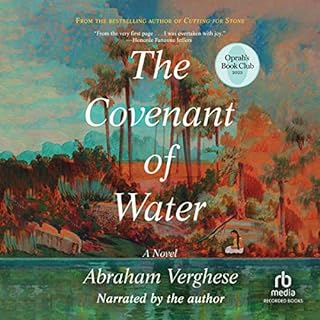 FROM THE BESTSELLING AUTHOR OF CUTTING FOR STONE
"From the very first page . . . I was overtaken with joy."
—Honorée Fanonne Jeffers
Oprah's
Book Club
2023
The
Covenant
of
Water
A Novel
Abraham Verghese
Narrated by the author
rb
media
RECORDED BOOKS